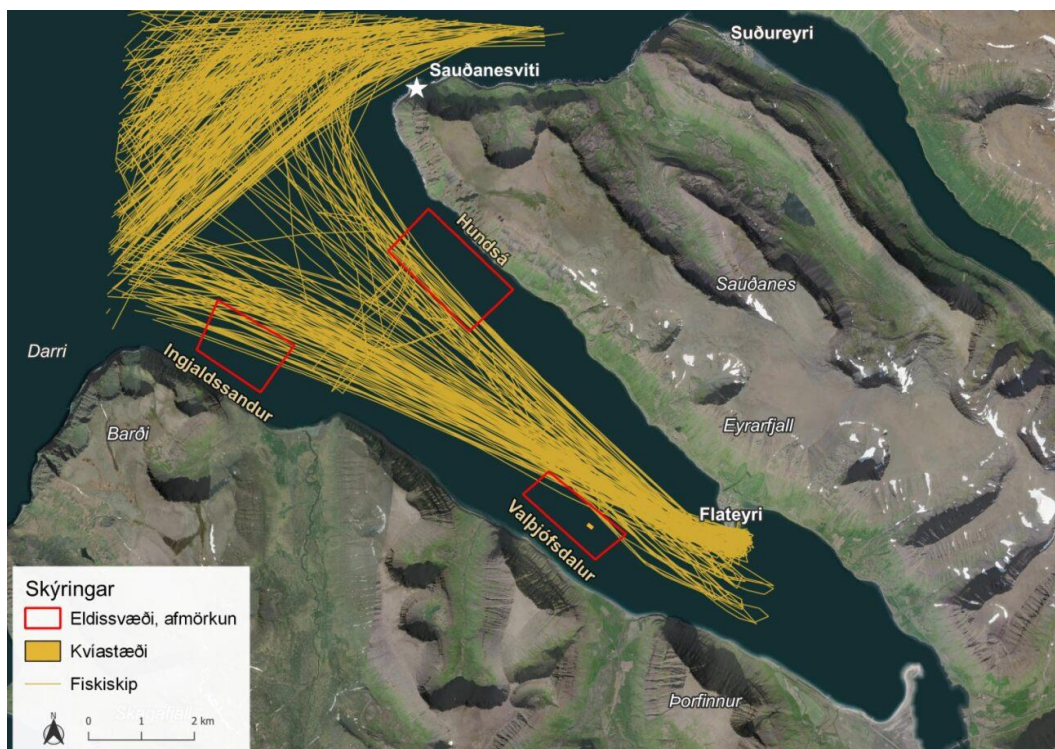 Suðureyri
Sauðanesviti
Hundsá
Sauðanes
Darri
Ingjaldssandur
Barði
Eyrarfjall
Flateyri
Valþjófsdalur
Skýringar
Eldissvæði, afmörkun
Kvíastæði
Fiskiskip
Þorfinnur
N
0 1 2 km